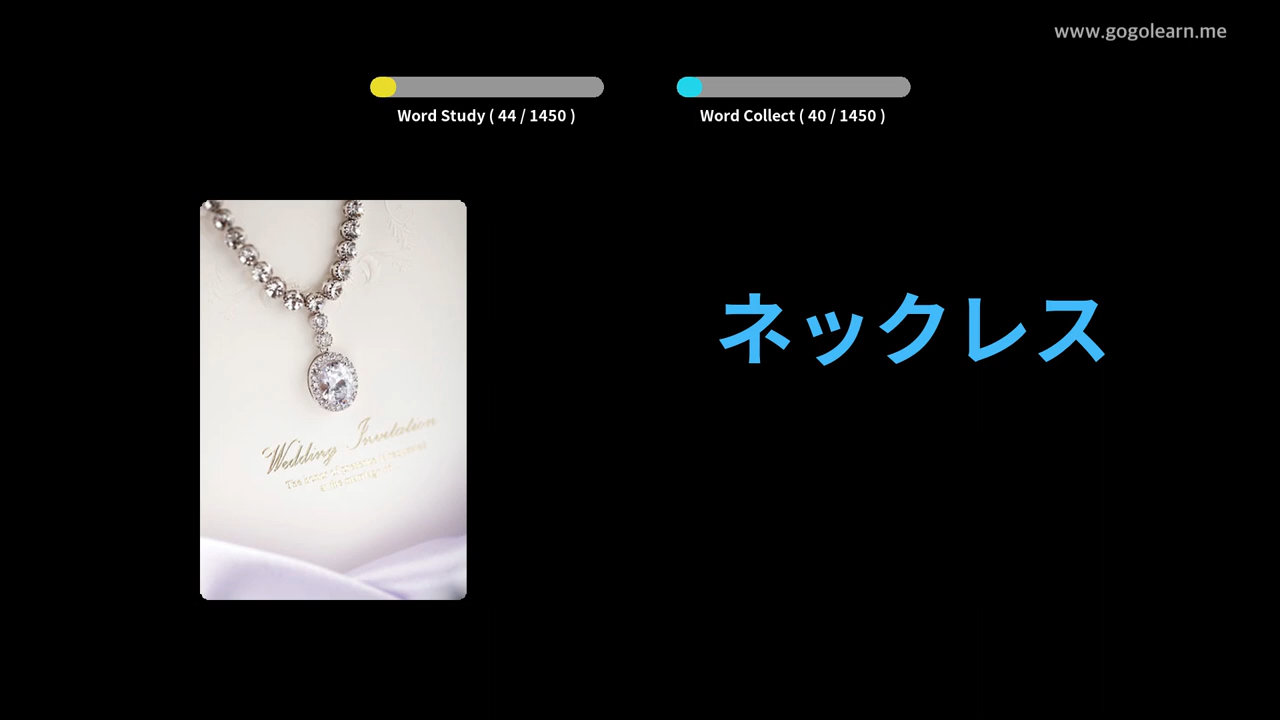 www.gogolearn.me
Word Study ( 44 / 1450 )
Word Collect ( 40 / 1450 )
ネックレス
Wedding Invitation